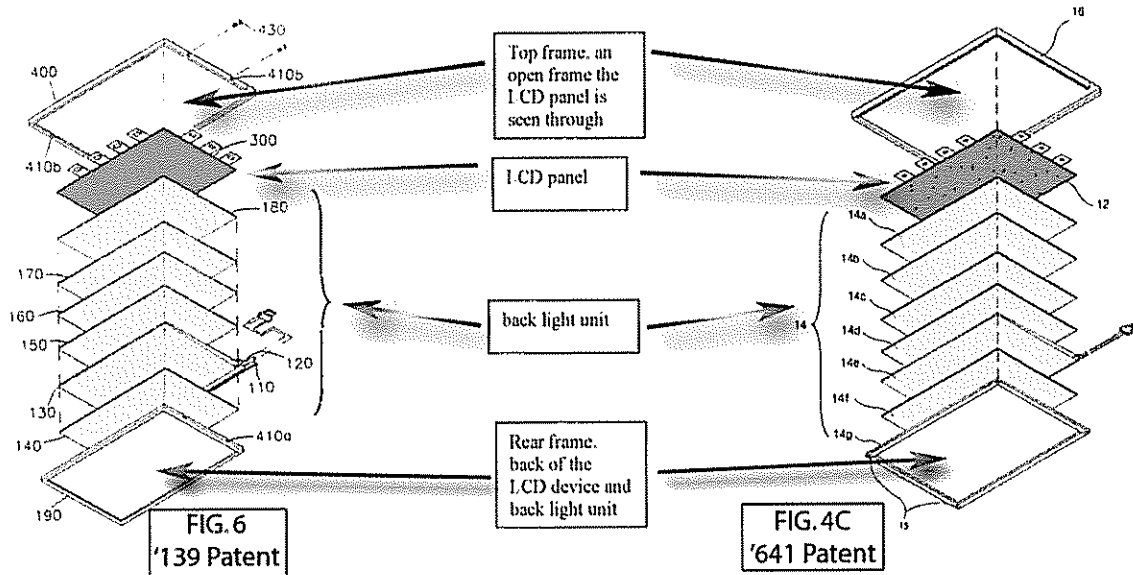 430
16
400
410b
Top frame, an
open frame the
LCD panel is
seen through
300
410b
LCD panel
12
180
14a
170
14b
160
14c
back light unit
14
150
14d
120
110
14e
130
14f
140
410a
14g
Rear frame,
back of the
LCD device and
back light unit
190
15
FIG. 6
'139 Patent
FIG. 4C
'641 Patent